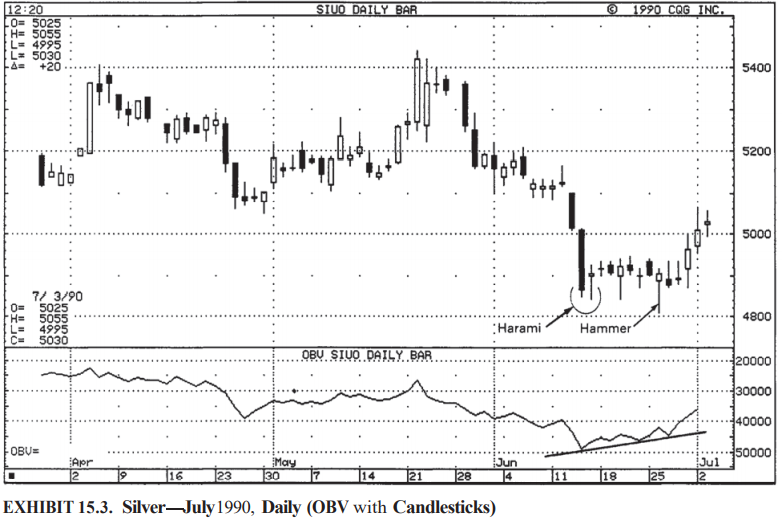 12:20 SIU0 DAILY BAR © 1990 CQG INC.
O= 5025
H= 5055
L= 4995
L= 5030
Δ= +20
5400
5200
5000
4800
7/ 3/90
O= 5025
H= 5055
L= 4995
C= 5030
Harami
Hammer
OBV SIU0 DAILY BAR
20000
30000
40000
50000
OBV=
Apr May Jun Jul
2 9 16 23 30 7 14 21 28 4 11 18 25 2
EXHIBIT 15.3. Silver—July1990, Daily (OBV with Candlesticks)